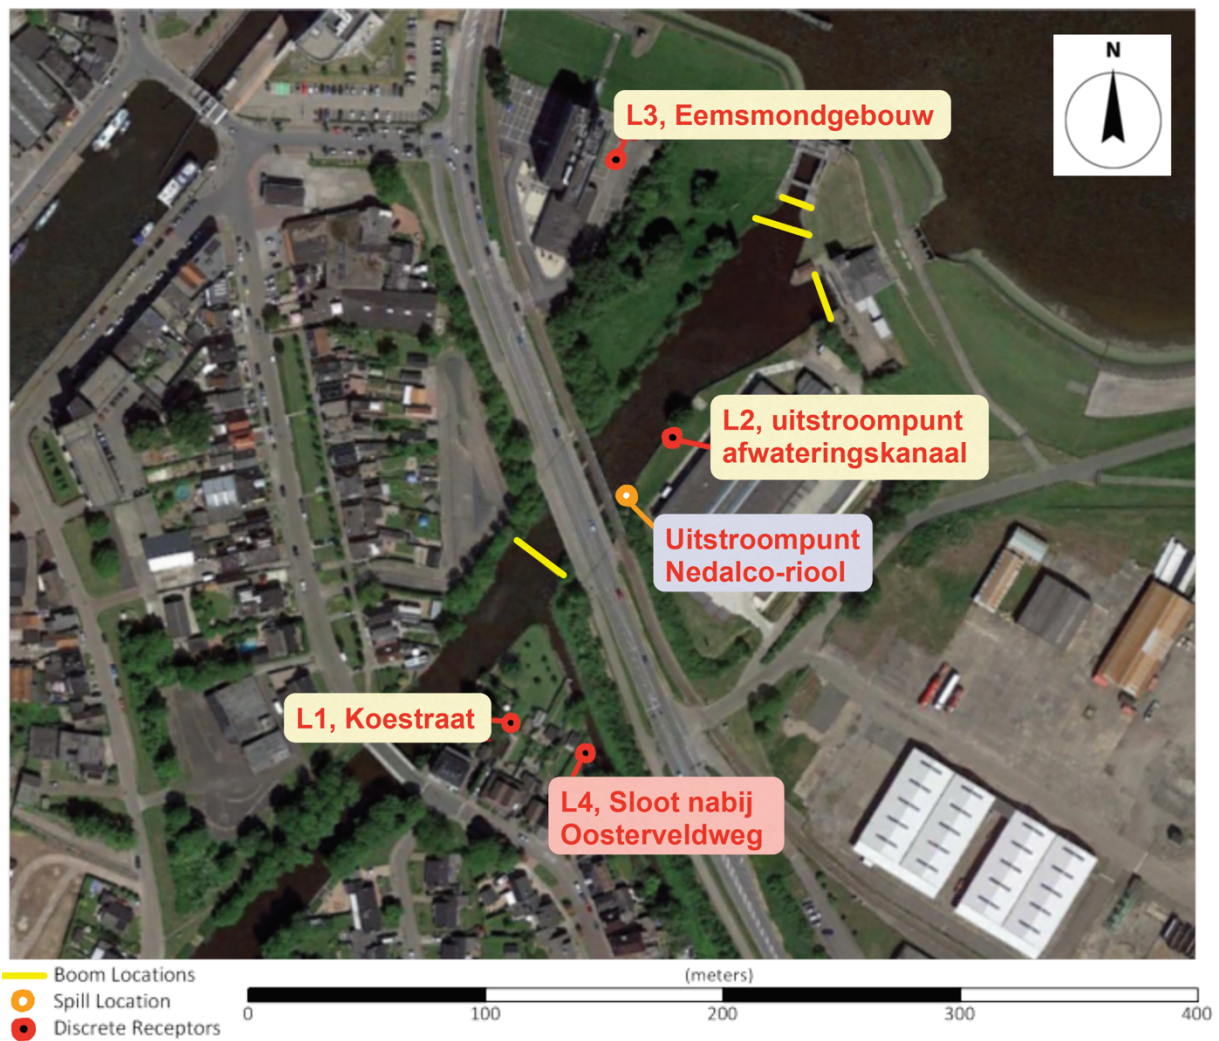 N
L3, Eemsmondgebouw
L2, uitstroompunt
afwateringskanaal
Uitstroompunt
Nedalco-riool
L1, Koestraat
L4, Sloot nabij
Oosterveldweg
Boom Locations
Spill Location
Discrete Receptors
(meters)
0 100 200 300 400